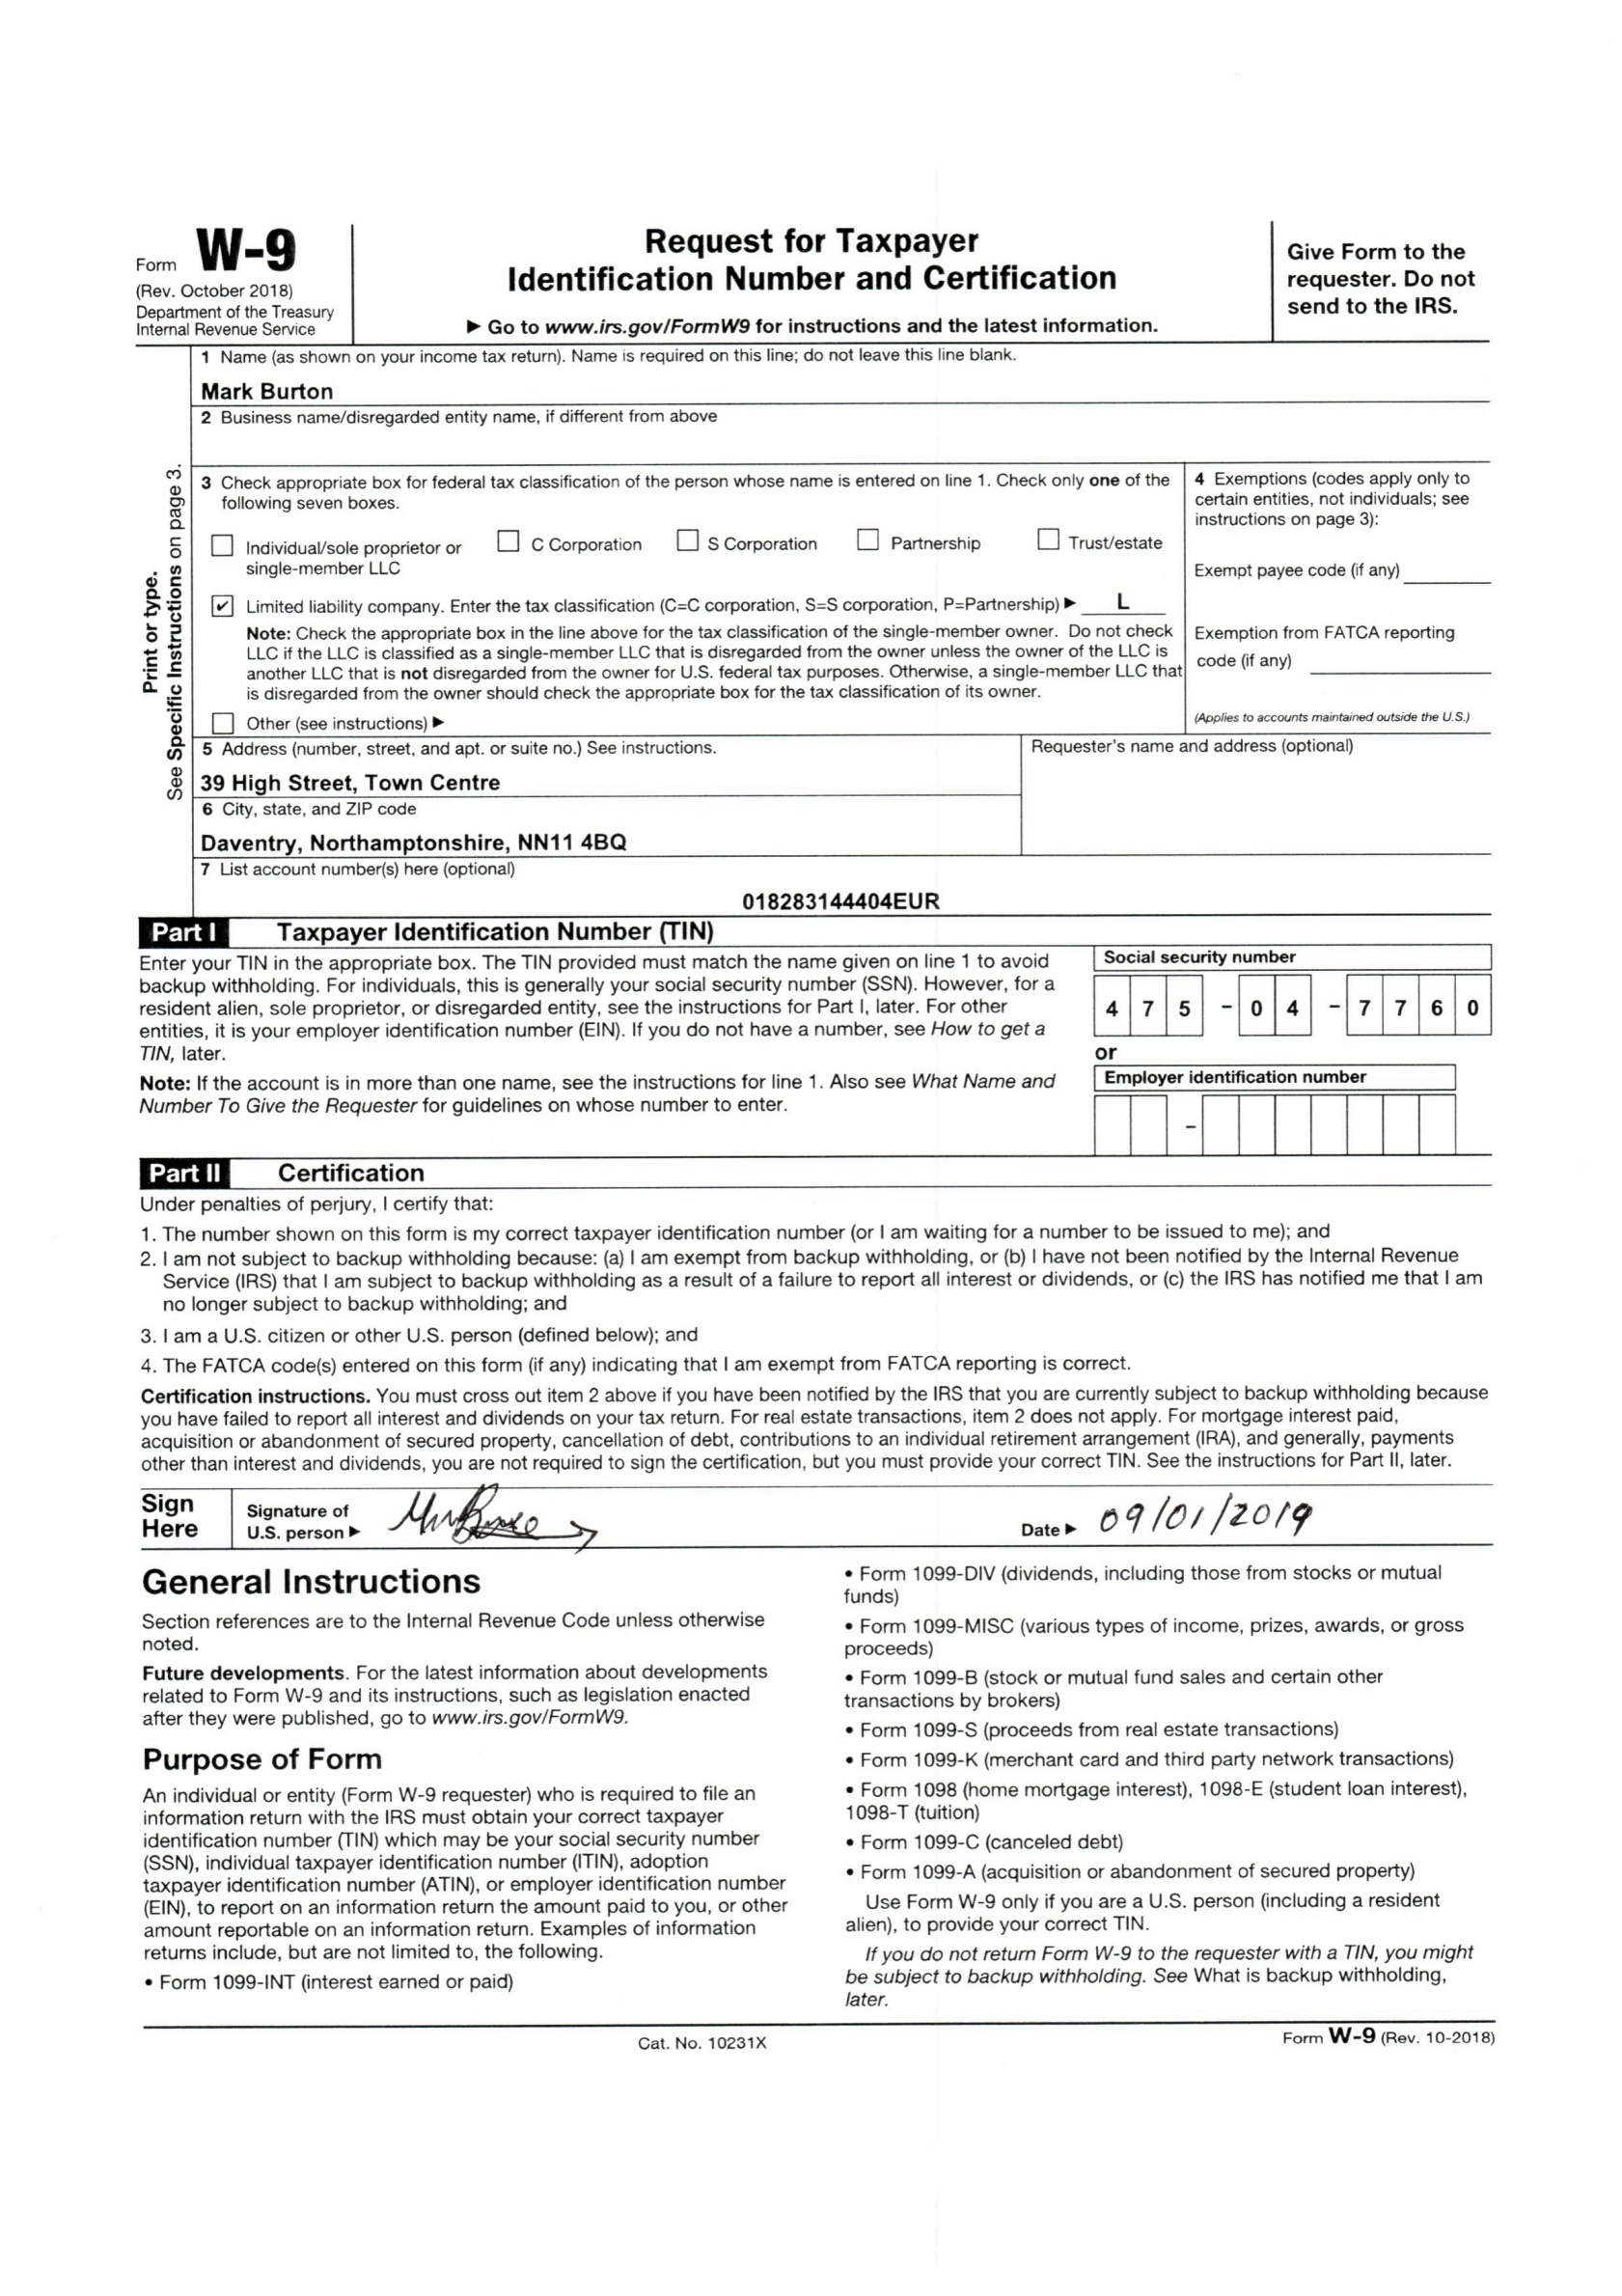 Form W-9
(Rev. October 2018)
Department of the Treasury
Internal Revenue Service
Request for Taxpayer
Identification Number and Certification
▶ Go to www.irs.gov/FormW9 for instructions and the latest information.
Give Form to the
requester. Do not
send to the IRS.
Print or type.
See Specific Instructions on page 3.
1 Name (as shown on your income tax return). Name is required on this line; do not leave this line blank.
Mark Burton
2 Business name/disregarded entity name, if different from above
3 Check appropriate box for federal tax classification of the person whose name is entered on line 1. Check only one of the
following seven boxes.
☐ Individual/sole proprietor or
single-member LLC
☐ C Corporation
☐ S Corporation
☐ Partnership
☐ Trust/estate
☑ Limited liability company. Enter the tax classification (C=C corporation, S=S corporation, P=Partnership) ▶ L
Note: Check the appropriate box in the line above for the tax classification of the single-member owner. Do not check
LLC if the LLC is classified as a single-member LLC that is disregarded from the owner unless the owner of the LLC is
another LLC that is not disregarded from the owner for U.S. federal tax purposes. Otherwise, a single-member LLC that
is disregarded from the owner should check the appropriate box for the tax classification of its owner.
☐ Other (see instructions) ▶
4 Exemptions (codes apply only to
certain entities, not individuals; see
instructions on page 3):
Exempt payee code (if any)
Exemption from FATCA reporting
code (if any)
(Applies to accounts maintained outside the U.S.)
5 Address (number, street, and apt. or suite no.) See instructions.
39 High Street, Town Centre
6 City, state, and ZIP code
Daventry, Northamptonshire, NN11 4BQ
Requester's name and address (optional)
7 List account number(s) here (optional)
018283144404EUR
Part I Taxpayer Identification Number (TIN)
Enter your TIN in the appropriate box. The TIN provided must match the name given on line 1 to avoid
backup withholding. For individuals, this is generally your social security number (SSN). However, for a
resident alien, sole proprietor, or disregarded entity, see the instructions for Part I, later. For other
entities, it is your employer identification number (EIN). If you do not have a number, see How to get a
TIN, later.
Note: If the account is in more than one name, see the instructions for line 1. Also see What Name and
Number To Give the Requester for guidelines on whose number to enter.
Social security number
4 7 5 - 0 4 - 7 7 6 0
or
Employer identification number
-
Part II Certification
Under penalties of perjury, I certify that:
1. The number shown on this form is my correct taxpayer identification number (or I am waiting for a number to be issued to me); and
2. I am not subject to backup withholding because: (a) I am exempt from backup withholding, or (b) I have not been notified by the Internal Revenue
Service (IRS) that I am subject to backup withholding as a result of a failure to report all interest or dividends, or (c) the IRS has notified me that I am
no longer subject to backup withholding; and
3. I am a U.S. citizen or other U.S. person (defined below); and
4. The FATCA code(s) entered on this form (if any) indicating that I am exempt from FATCA reporting is correct.
Certification instructions. You must cross out item 2 above if you have been notified by the IRS that you are currently subject to backup withholding because
you have failed to report all interest and dividends on your tax return. For real estate transactions, item 2 does not apply. For mortgage interest paid,
acquisition or abandonment of secured property, cancellation of debt, contributions to an individual retirement arrangement (IRA), and generally, payments
other than interest and dividends, you are not required to sign the certification, but you must provide your correct TIN. See the instructions for Part II, later.
Sign
Here
Signature of
U.S. person ▶
Date ▶ 09/01/2019
General Instructions
Section references are to the Internal Revenue Code unless otherwise
noted.
Future developments. For the latest information about developments
related to Form W-9 and its instructions, such as legislation enacted
after they were published, go to www.irs.gov/FormW9.
Purpose of Form
An individual or entity (Form W-9 requester) who is required to file an
information return with the IRS must obtain your correct taxpayer
identification number (TIN) which may be your social security number
(SSN), individual taxpayer identification number (ITIN), adoption
taxpayer identification number (ATIN), or employer identification number
(EIN), to report on an information return the amount paid to you, or other
amount reportable on an information return. Examples of information
returns include, but are not limited to, the following.
• Form 1099-INT (interest earned or paid)
• Form 1099-DIV (dividends, including those from stocks or mutual
funds)
• Form 1099-MISC (various types of income, prizes, awards, or gross
proceeds)
• Form 1099-B (stock or mutual fund sales and certain other
transactions by brokers)
• Form 1099-S (proceeds from real estate transactions)
• Form 1099-K (merchant card and third party network transactions)
• Form 1098 (home mortgage interest), 1098-E (student loan interest),
1098-T (tuition)
• Form 1099-C (canceled debt)
• Form 1099-A (acquisition or abandonment of secured property)
Use Form W-9 only if you are a U.S. person (including a resident
alien), to provide your correct TIN.
If you do not return Form W-9 to the requester with a TIN, you might
be subject to backup withholding. See What is backup withholding,
later.
Cat. No. 10231X
Form W-9 (Rev. 10-2018)